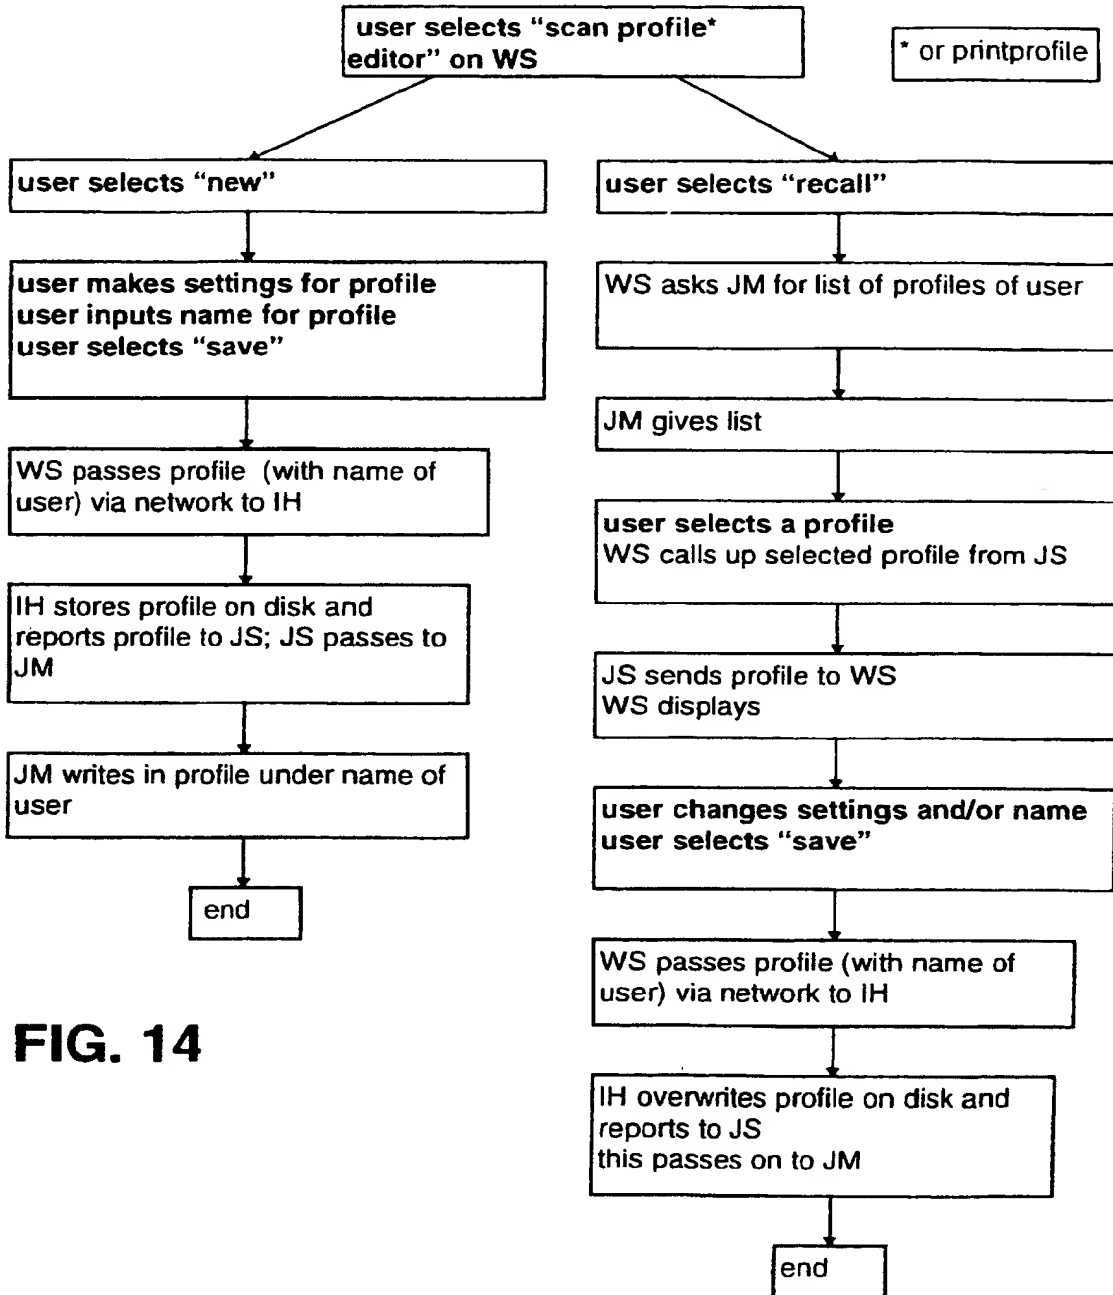 user selects “scan profile*
editor” on WS
* or printprofile
user selects “new”
user makes settings for profile
user inputs name for profile
user selects “save”
WS passes profile (with name of
user) via network to IH
IH stores profile on disk and
reports profile to JS; JS passes to
JM
JM writes in profile under name of
user
end
user selects “recall”
WS asks JM for list of profiles of user
JM gives list
user selects a profile
WS calls up selected profile from JS
JS sends profile to WS
WS displays
user changes settings and/or name
user selects “save”
WS passes profile (with name of
user) via network to IH
IH overwrites profile on disk and
reports to JS
this passes on to JM
end
FIG. 14